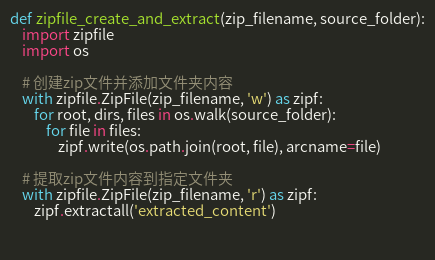 def zipfile_create_and_extract(zip_filename, source_folder):
    import zipfile
    import os

    # 创建zip文件并添加文件夹内容
    with zipfile.ZipFile(zip_filename, 'w') as zipf:
        for root, dirs, files in os.walk(source_folder):
            for file in files:
                zipf.write(os.path.join(root, file), arcname=file)

    # 提取zip文件内容到指定文件夹
    with zipfile.ZipFile(zip_filename, 'r') as zipf:
        zipf.extractall('extracted_content')